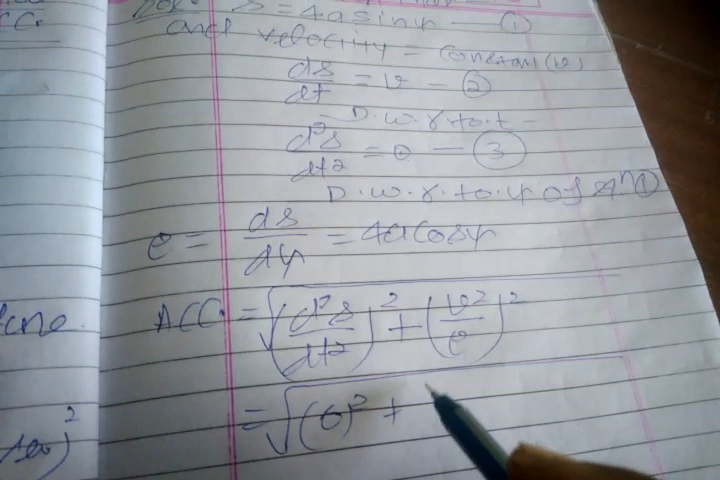 S = 4a sinψ — ①
and velocity = constant (v)
ds/dt = v — ②
D.w.r.to.t —
d²s/dt² = 0 — ③
D.w.r.to.ψ of eqⁿ ①
ρ = ds/dψ = 4a cosψ
Acc. = √((d²s/dt²)² + (v²/ρ)²)
= √((0)² +